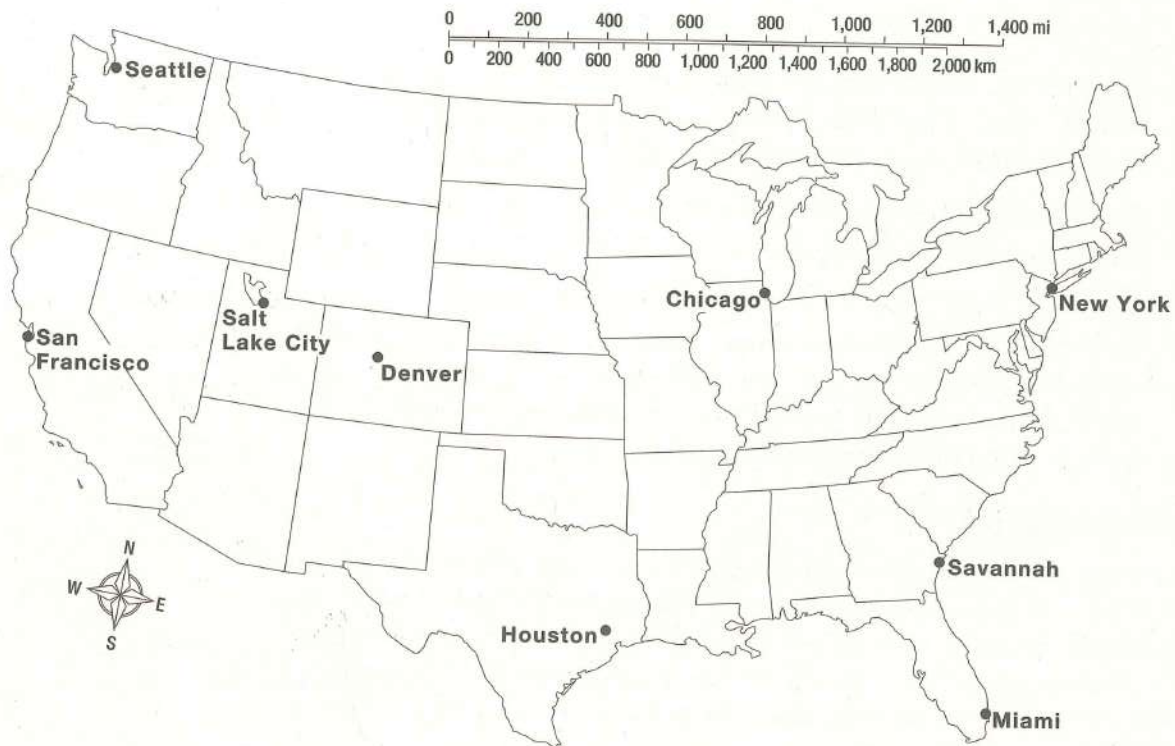 0 200 400 600 800 1,000 1,200 1,400 mi
0 200 400 600 800 1,000 1,200 1,400 1,600 1,800 2,000 km
Seattle
Chicago
New York
Salt
Lake City
San
Francisco
Denver
N
W
E
S
Savannah
Houston
Miami